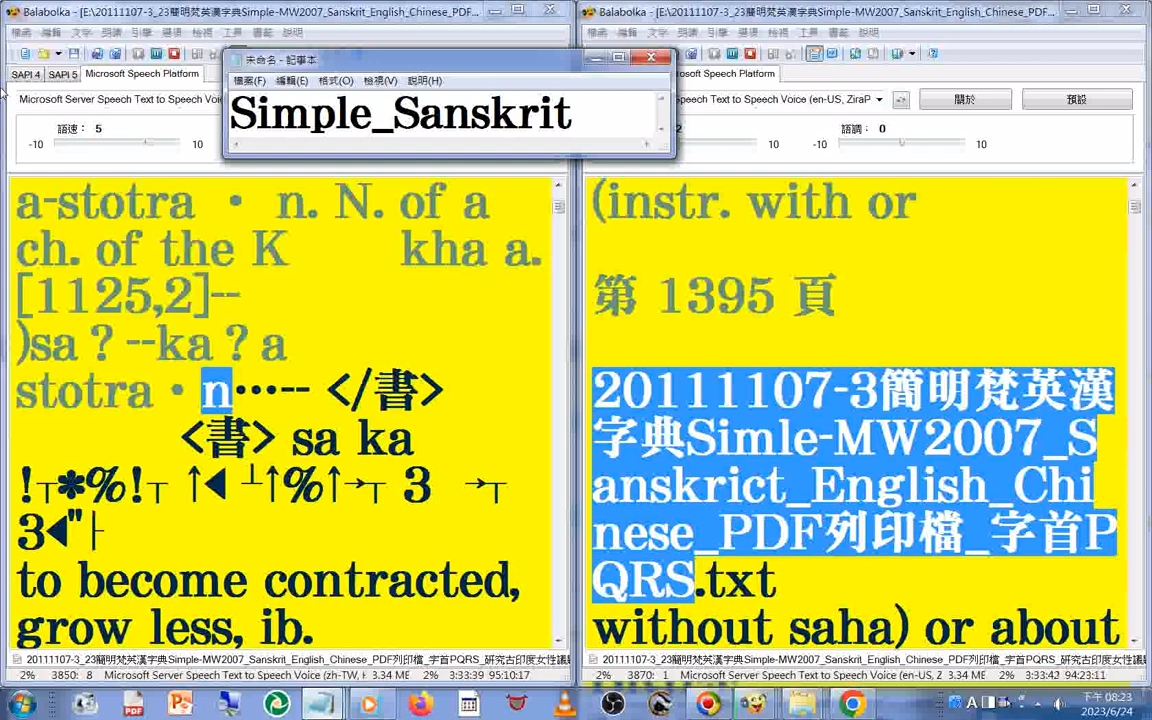 Balabolka - [E:\20111107-3_23簡明梵英漢字典Simple-MW2007_Sanskrit_English_Chinese_PDF...
Balabolka - [E:\20111107-3_23簡明梵英漢字典Simple-MW2007_Sanskrit_English_Chinese_PDF...
未命名 - 記事本
檔案(F) 編輯(E) 格式(O) 檢視(V) 說明(H)
Simple_Sanskrit
SAPI 4 SAPI 5 Microsoft Speech Platform
Microsoft Server Speech Text to Speech Voi
語速： 5
-10 10
Speech Platform
peech Text to Speech Voice (en-US, ZiraP
關於
預設
2
10
語調： 0
-10 10
a-stotra • n. N. of a
ch. of the K kha a.
[1125,2]--
)sa ? --ka ? a
stotra • n…-- </書>
<書> sa ka
!┬*%!┬ ↑◀ ┴↑%↑→┬ 3 →┬
3◀"├
to become contracted,
grow less, ib.
(instr. with or
第 1395 頁
20111107-3簡明梵英漢
字典Simle-MW2007_S
anskrict_English_Chi
nese_PDF列印檔_字首P
QRS.txt
without saha) or about
20111107-3_23簡明梵英漢字典Simple-MW2007_Sanskrit_English_Chinese_PDF列印檔_字首PQRS_研究古印度女性議
2% 3850: 8 Microsoft Server Speech Text to Speech Voice (zh-TW, H 3.34 ME 2% 3:33:39 95:10:17
20111107-3_23簡明梵英漢字典Simple-MW2007_Sanskrit_English_Chinese_PDF列印檔_字首PQRS_研究古印度女性議
2% 3870: 1 Microsoft Server Speech Text to Speech Voice (en-US, Z 3.34 ME 2% 3:33:42 94:23:11
下午 08:23
2023/6/24